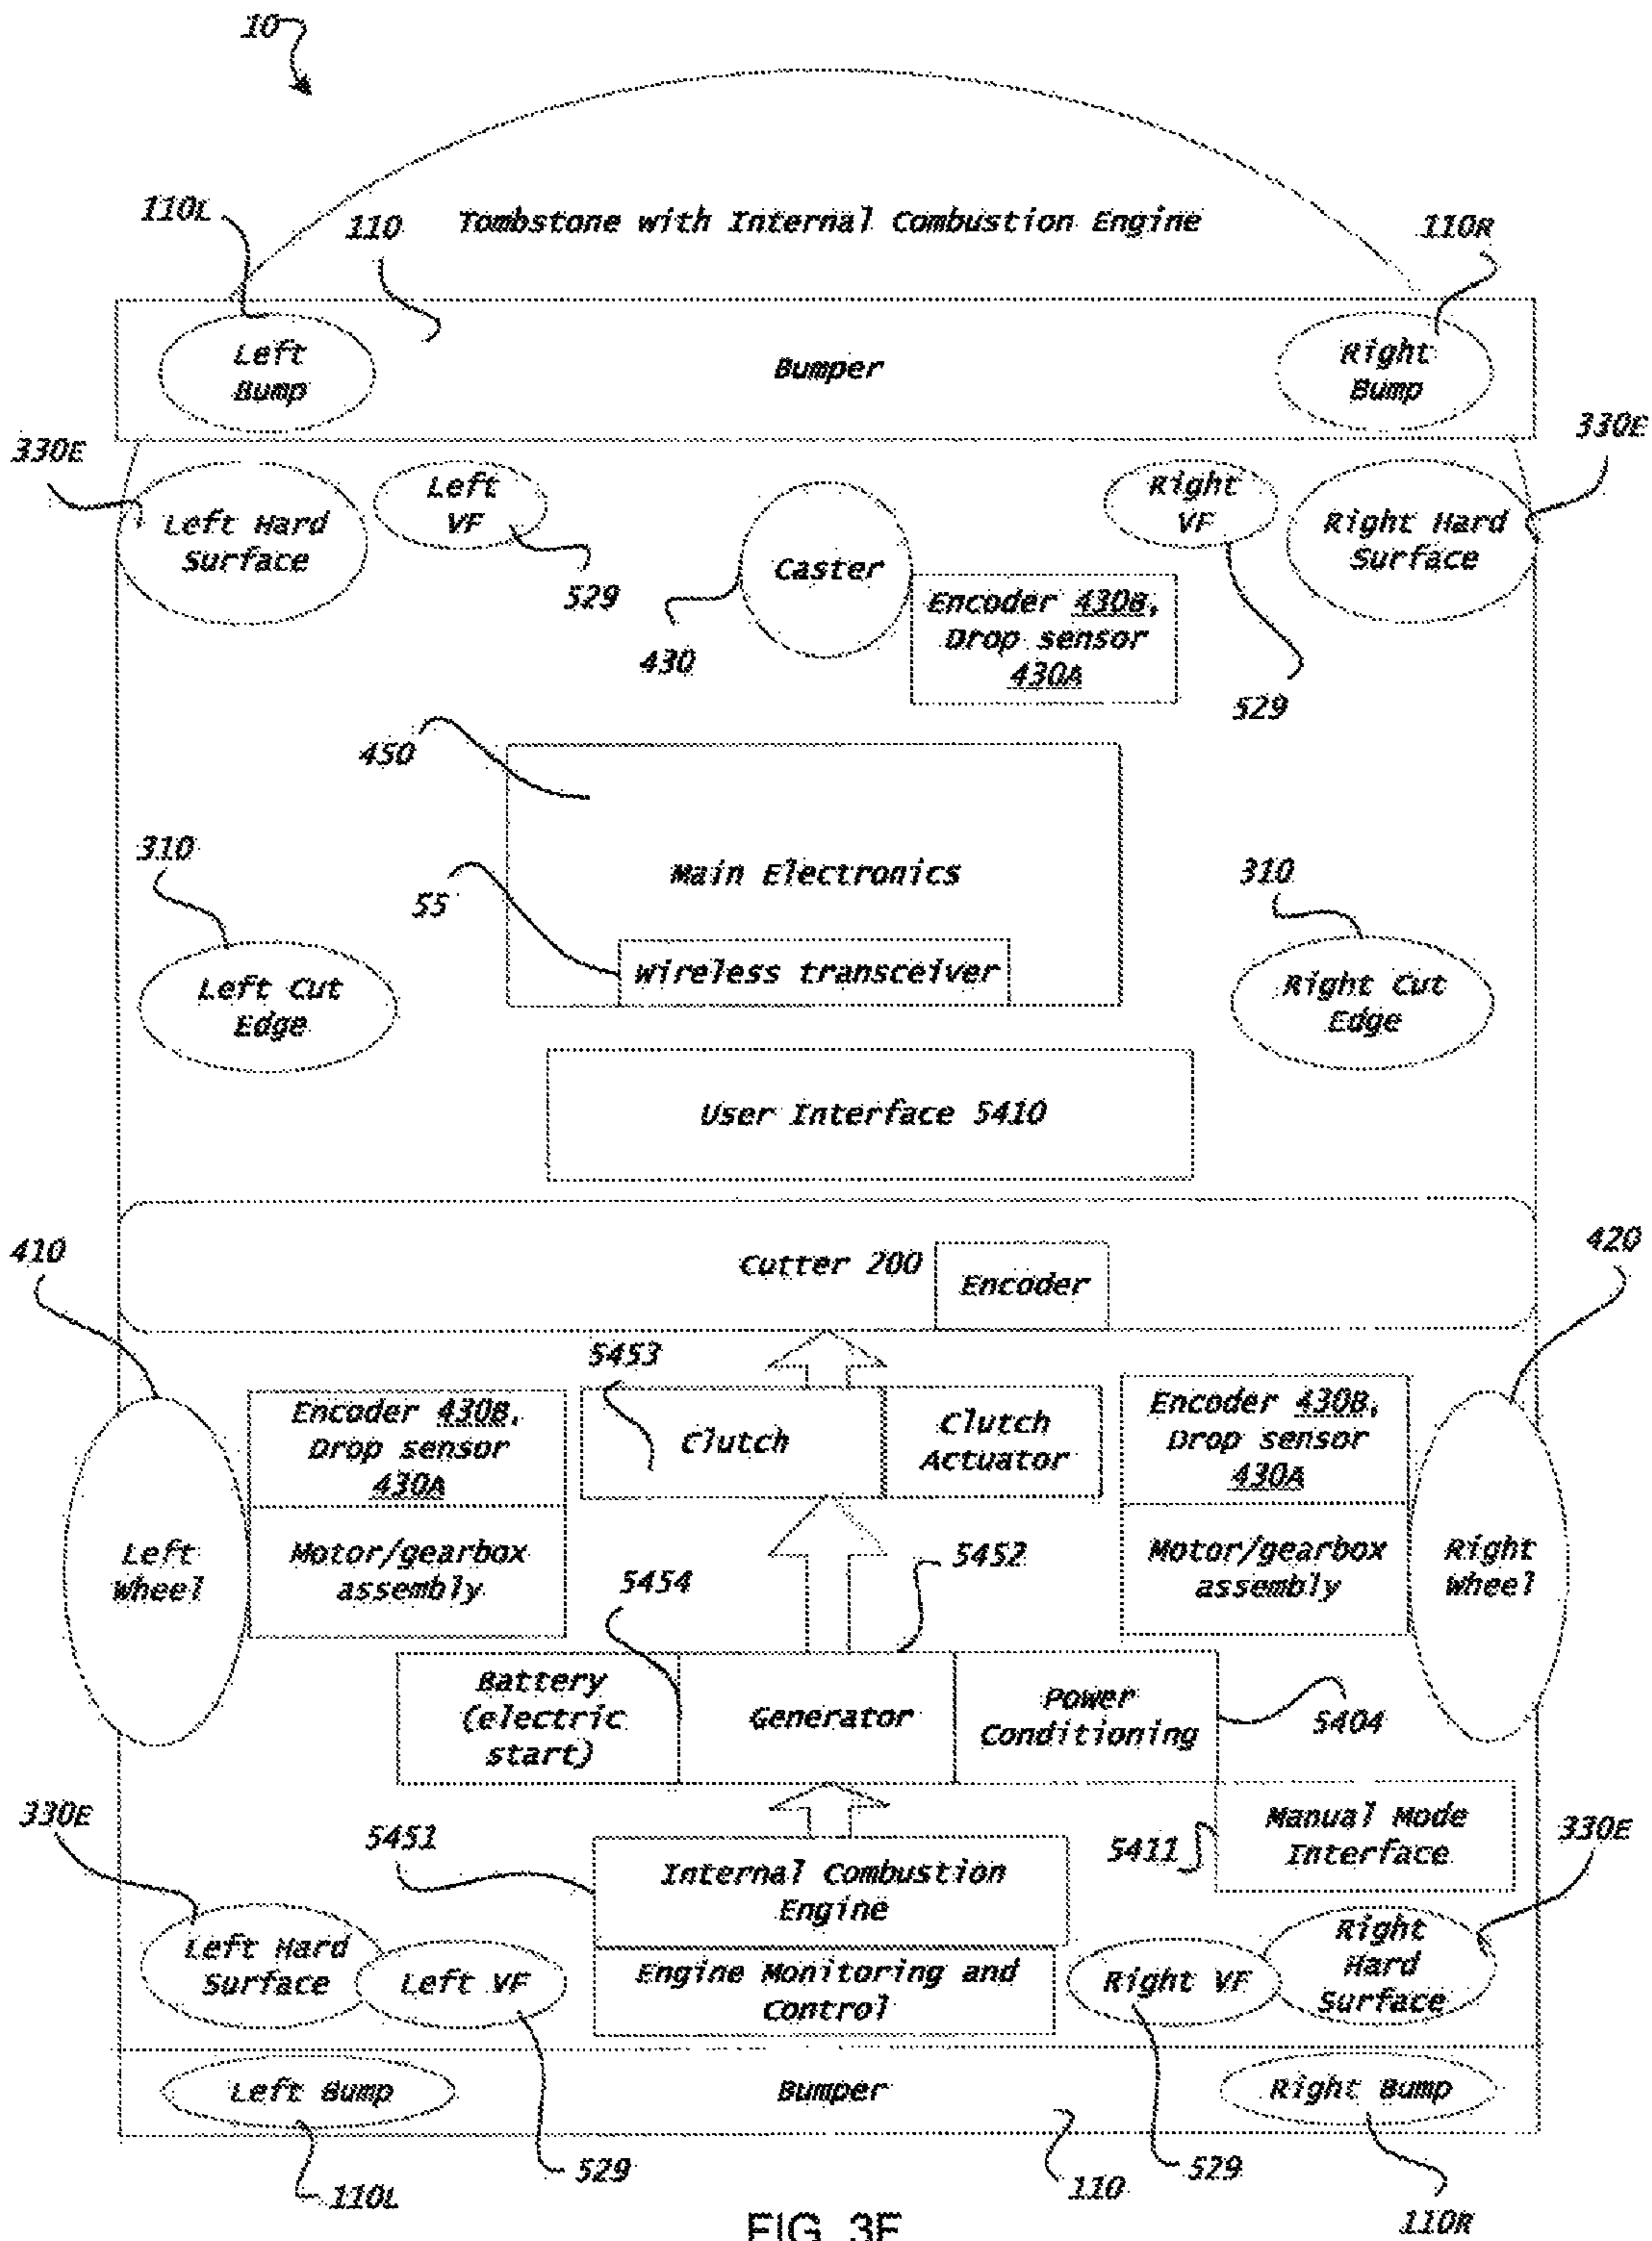 10
Tombstone with Internal Combustion Engine
110L
110
110R
Left
Bump
Bumper
Right
Bump
330E
330E
Left Hard
Surface
Left
VF
529
Caster
430
Encoder 430B,
Drop sensor
430A
Right
VF
529
Right Hard
Surface
450
Main Electronics
55
Wireless transceiver
310
Left Cut
Edge
310
Right Cut
Edge
User Interface 5410
410
Cutter 200
Encoder
420
5453
Encoder 430B,
Drop sensor
430A
Clutch
Clutch
Actuator
Encoder 430B,
Drop sensor
430A
Left
Wheel
Motor/gearbox
assembly
5454
5452
Motor/gearbox
assembly
Right
Wheel
Battery
(electric
start)
Generator
Power
Conditioning
5404
330E
5451
Internal Combustion
Engine
5411
Manual Mode
Interface
330E
Left Hard
Surface
Left VF
Engine Monitoring and
Control
Right VF
Right
Hard
Surface
Left Bump
Bumper
Right Bump
110L
529
110
529
110R
FIG. 3E